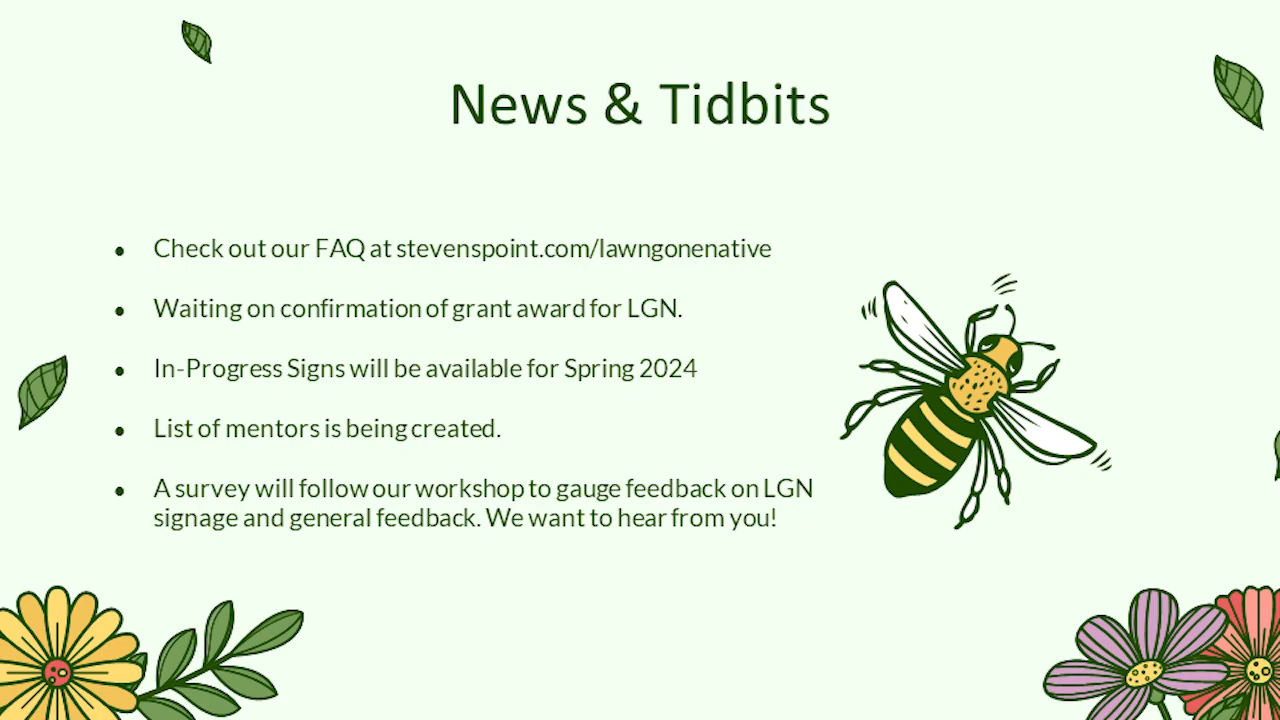 News & Tidbits
• Check out our FAQ at stevenspoint.com/lawngonenative
• Waiting on confirmation of grant award for LGN.
• In-Progress Signs will be available for Spring 2024
• List of mentors is being created.
• A survey will follow our workshop to gauge feedback on LGN
signage and general feedback. We want to hear from you!